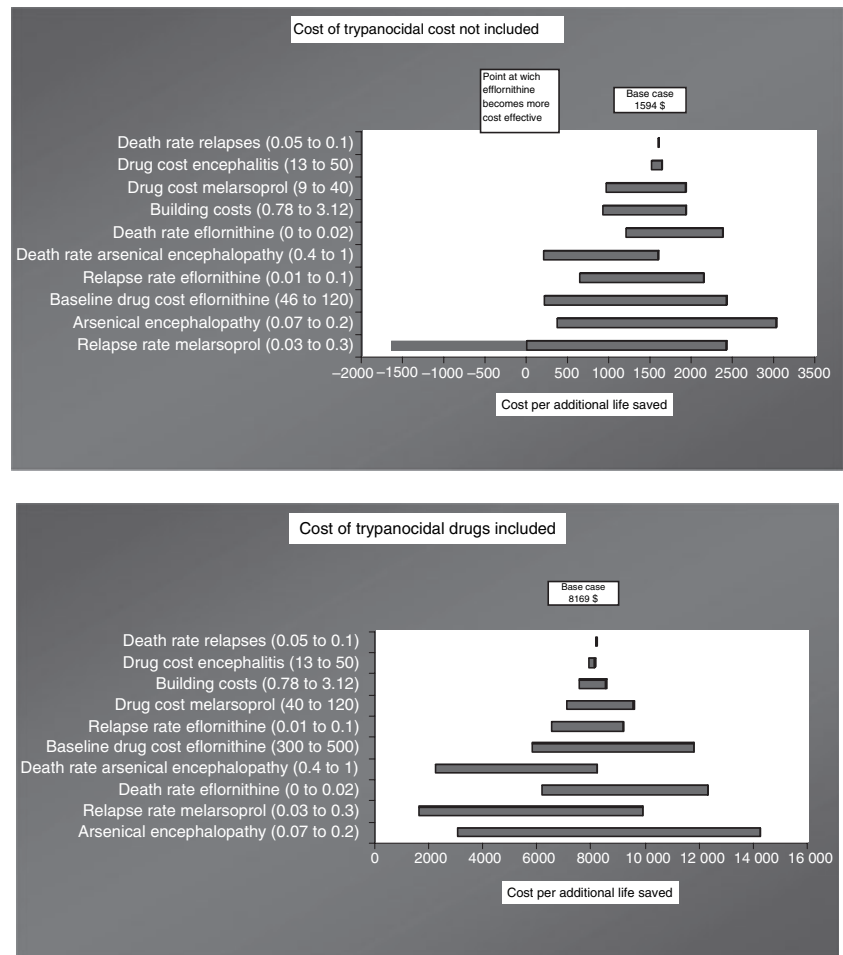 Cost of trypanocidal cost not included
Point at wich
efflornithine
becomes more
cost effective
Base case
1594 $
Death rate relapses (0.05 to 0.1)
Drug cost encephalitis (13 to 50)
Drug cost melarsoprol (9 to 40)
Building costs (0.78 to 3.12)
Death rate eflornithine (0 to 0.02)
Death rate arsenical encephalopathy (0.4 to 1)
Relapse rate eflornithine (0.01 to 0.1)
Baseline drug cost eflornithine (46 to 120)
Arsenical encephalopathy (0.07 to 0.2)
Relapse rate melarsoprol (0.03 to 0.3)
−2000 −1500 −1000 −500 0 500 1000 1500 2000 2500 3000 3500
Cost per additional life saved
Cost of trypanocidal drugs included
Base case
8169 $
Death rate relapses (0.05 to 0.1)
Drug cost encephalitis (13 to 50)
Building costs (0.78 to 3.12)
Drug cost melarsoprol (40 to 120)
Relapse rate eflornithine (0.01 to 0.1)
Baseline drug cost eflornithine (300 to 500)
Death rate arsenical encephalopathy (0.4 to 1)
Death rate eflornithine (0 to 0.02)
Relapse rate melarsoprol (0.03 to 0.3)
Arsenical encephalopathy (0.07 to 0.2)
0 2000 4000 6000 8000 10 000 12 000 14 000 16 000
Cost per additional life saved